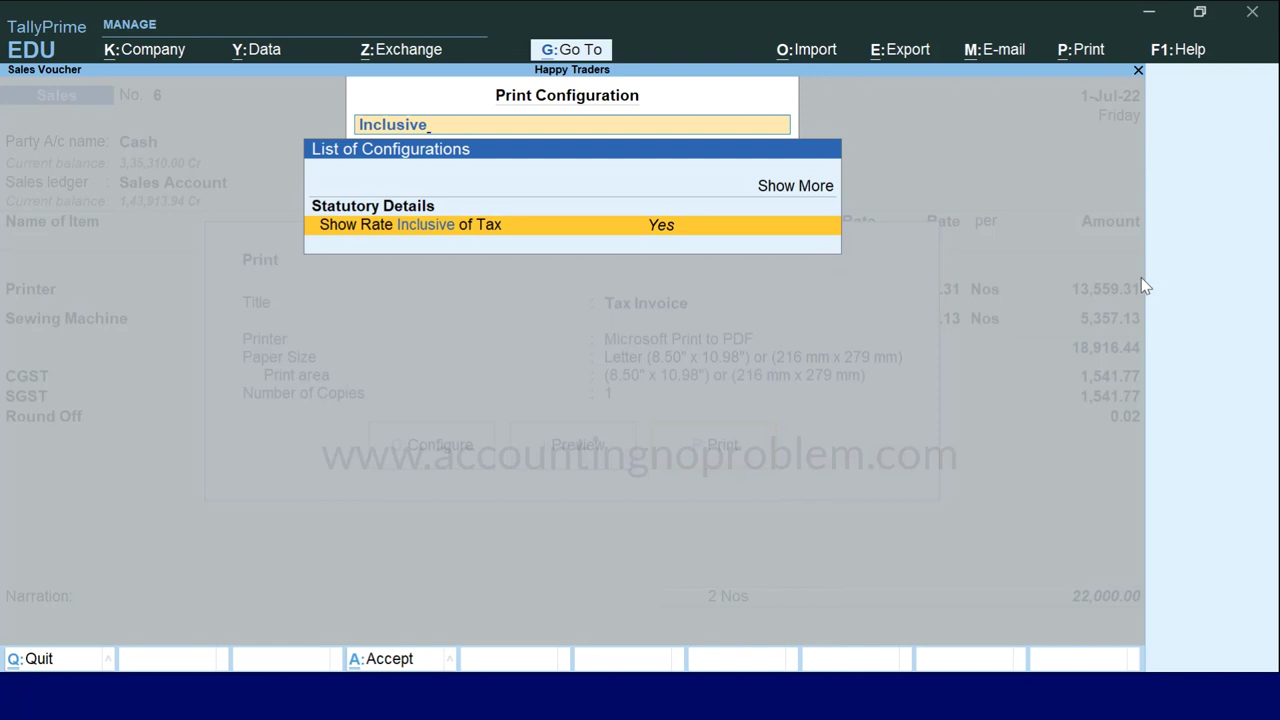 TallyPrime
EDU
MANAGE
K:Company Y:Data Z:Exchange G:Go To O:Import E:Export M:E-mail P:Print F1:Help
Sales Voucher Happy Traders
Sales No. 6 1-Jul-22
Friday
Print Configuration
Inclusive
List of Configurations
Show More
Statutory Details
Show Rate Inclusive of Tax Yes
Party A/c name: Cash
Current balance: 3,35,310.00 Cr
Sales ledger : Sales Account
Current balance: 1,43,913.94 Cr
Name of Item Rate per Amount
Print
Printer .31 Nos 13,559.31
Title : Tax Invoice
Sewing Machine .13 Nos 5,357.13
Printer : Microsoft Print to PDF
18,916.44
Paper Size : Letter (8.50" x 10.98") or (216 mm x 279 mm)
CGST 1,541.77
Print area : (8.50" x 10.98") or (216 mm x 279 mm)
SGST 1,541.77
Number of Copies : 1
Round Off 0.02
Configure Preview Print
www.accountingnoproblem.com
Narration: 2 Nos 22,000.00
Q:Quit A:Accept